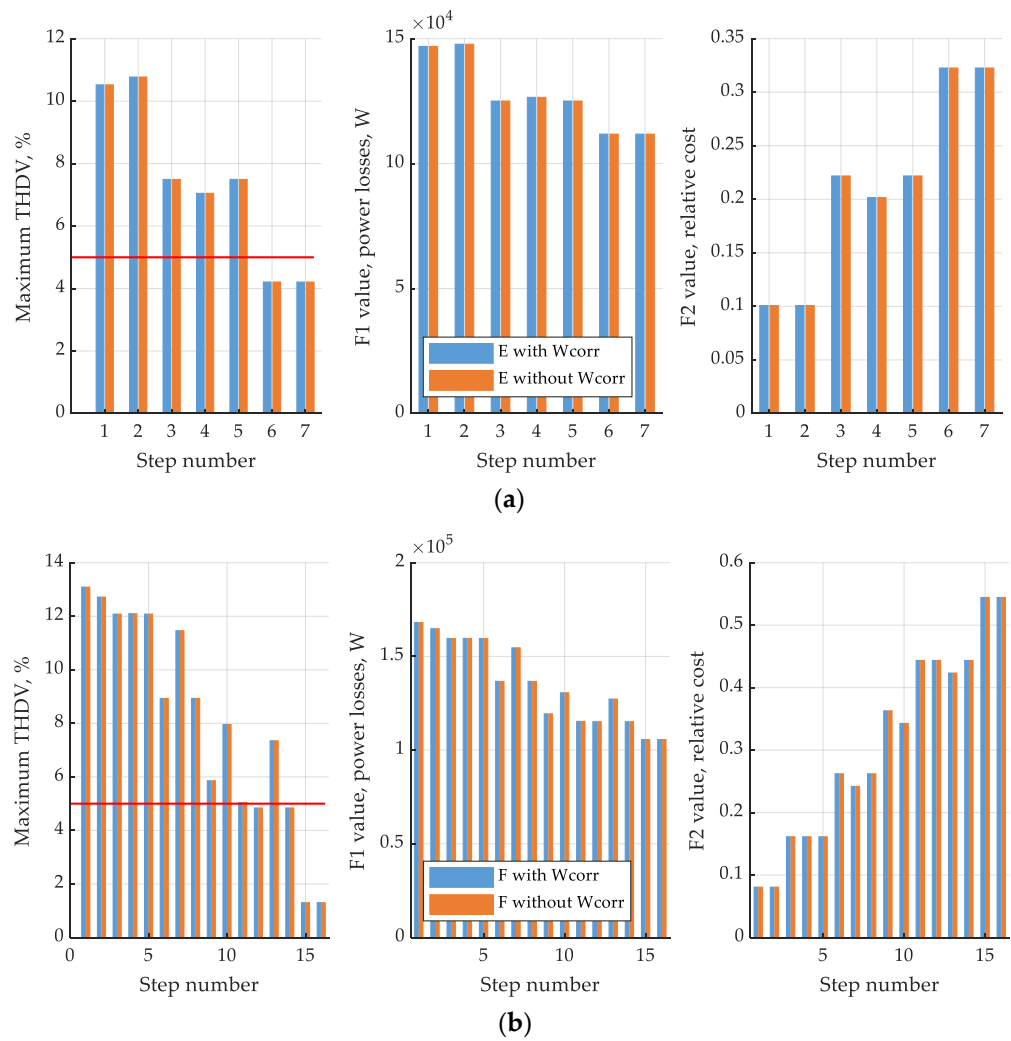 Maximum THDV, %
12
10
8
6
4
2
0
1 2 3 4 5 6 7
Step number
×10⁴
F1 value, power losses, W
15
10
5
0
E with Wcorr
E without Wcorr
1 2 3 4 5 6 7
Step number
F2 value, relative cost
0.35
0.3
0.25
0.2
0.15
0.1
0.05
0
1 2 3 4 5 6 7
Step number
(a)
Maximum THDV, %
14
12
10
8
6
4
2
0
0 5 10 15
Step number
×10⁵
F1 value, power losses, W
2
1.5
1
0.5
0
F with Wcorr
F without Wcorr
5 10 15
Step number
F2 value, relative cost
0.6
0.5
0.4
0.3
0.2
0.1
0
5 10 15
Step number
(b)